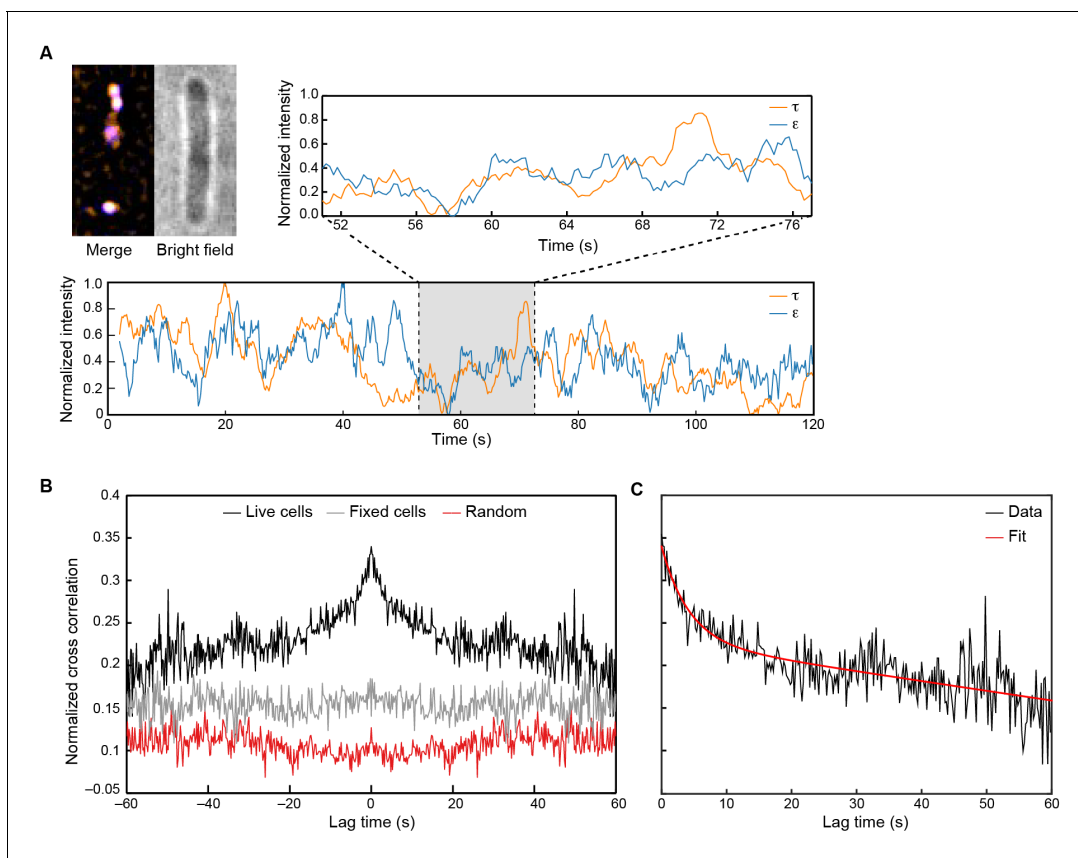 A
Merge
Bright field
Normalized intensity
1.0
0.8
0.6
0.4
0.2
0.0
52
56
60
64
68
72
76
Time (s)
τ
ε
Normalized intensity
1.0
0.8
0.6
0.4
0.2
0
0
20
40
60
80
100
120
Time (s)
τ
ε
B
Normalized cross correlation
0.4
0.35
0.3
0.25
0.2
0.15
0.1
–0.05
Live cells
Fixed cells
Random
–60
–40
–20
0
20
40
60
Lag time (s)
C
Data
Fit
0
10
20
30
40
50
60
Lag time (s)